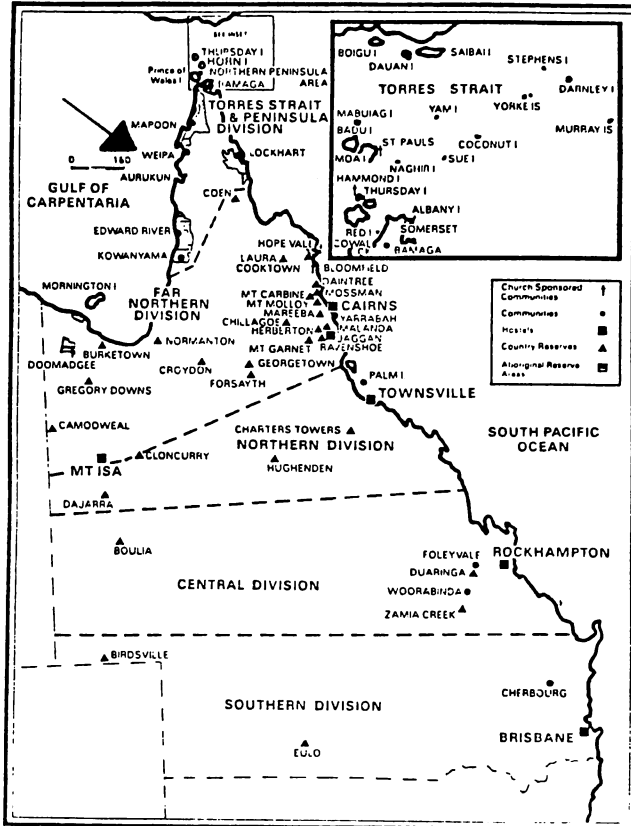 SEE INSET
THURSDAY I
HORN I
Prince of
Wales I
NORTHERN PENINSULA
AREA
BAMAGA
TORRES STRAIT
& PENINSULA
DIVISION
MAPOON
0 160
WEIPA
LOCKHART
AURUKUN
GULF OF
CARPENTARIA
COEN
EDWARD RIVER
KOWANYAMA
HOPE VALE
LAURA
COOKTOWN
BLOOMFIELD
DAINTREE
MOSSMAN
MORNINGTON I
FAR
NORTHERN
DIVISION
MT CARBINE
MT MOLLOY
CAIRNS
MAREEBA
YARRABAH
CHILLAGOE
MALANDA
HERBERTON
JAGGAN
MT GARNET
RAVENSHOE
DOOMADGEE
BURKETOWN
NORMANTON
CROYDON
GEORGETOWN
FORSAYTH
GREGORY DOWNS
PALM I
TOWNSVILLE
CAMODWEAL
CHARTERS TOWERS
NORTHERN DIVISION
SOUTH PACIFIC
OCEAN
MT ISA
CLONCURRY
HUGHENDEN
DAJARRA
BOULIA
FOLEYVALE
ROCKHAMPTON
DUARINGA
CENTRAL DIVISION
WOORABINDA
ZAMIA CREEK
BIRDSVILLE
CHERBOURG
SOUTHERN DIVISION
BRISBANE
EULO
BOIGU I
SAIBAI I
DAUAN I
STEPHENS I
TORRES STRAIT
DARNLEY I
YORKE IS
MABUIAG I
YAM I
BADU I
MURRAY IS
ST PAULS
COCONUT I
MOA I
NAGHIR I
SUE I
HAMMOND I
THURSDAY I
ALBANY I
RED I
SOMERSET
COWAL
CK
BAMAGA
Church Sponsored
Communities
Communities
Hostels
Country Reserves
Aboriginal Reserve
Areas